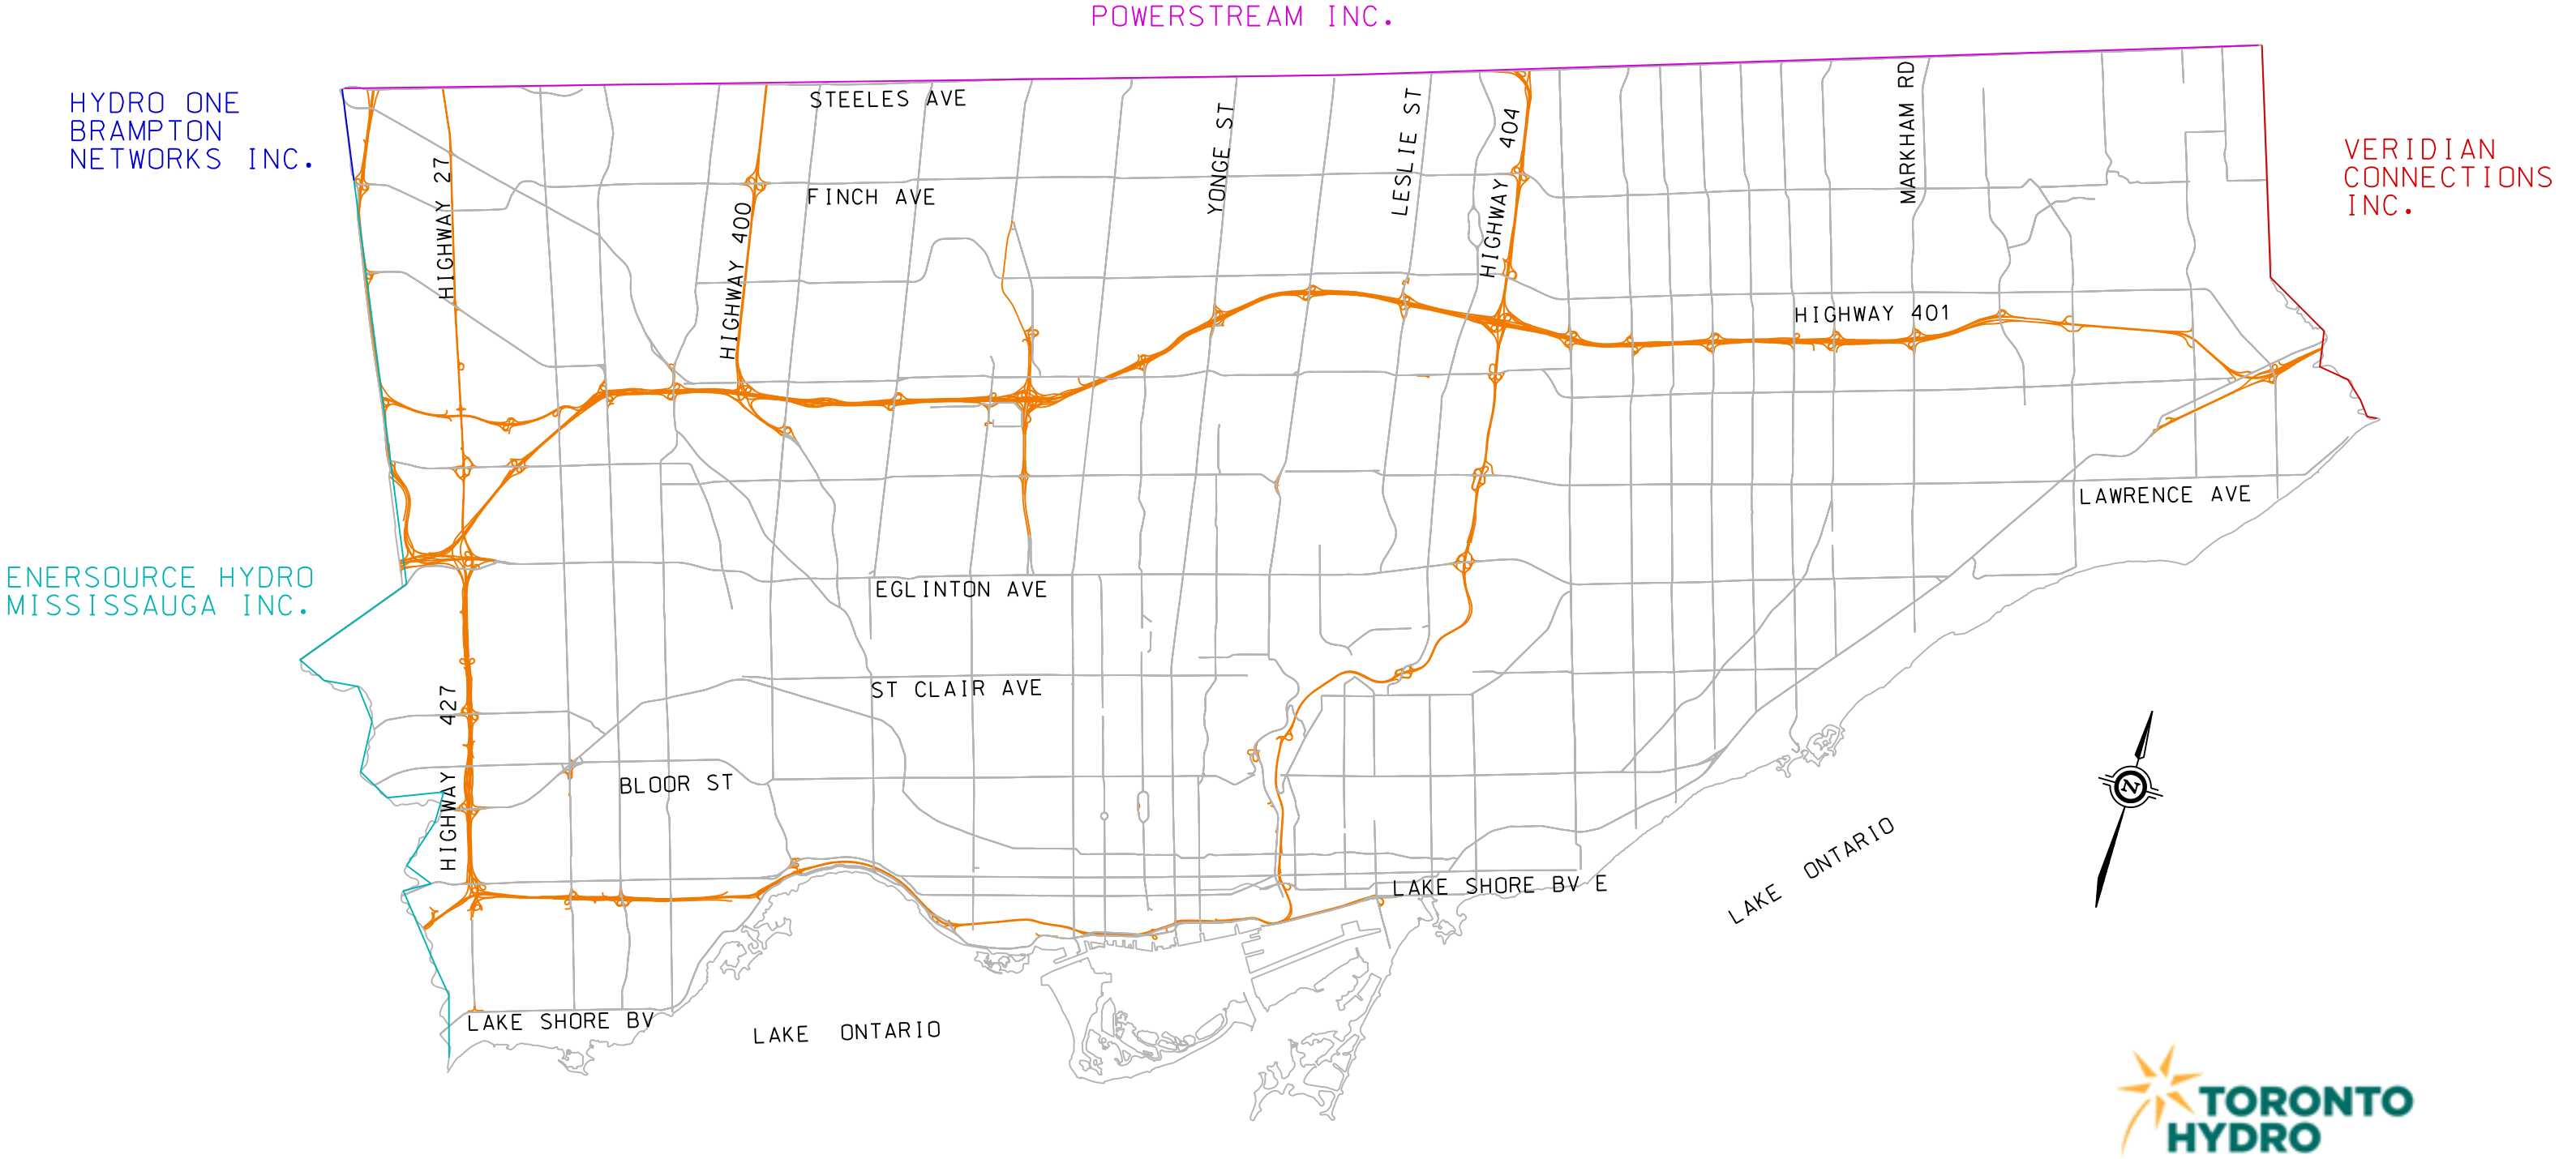 POWERSTREAM INC.
HYDRO ONE
BRAMPTON
NETWORKS INC.
VERIDIAN
CONNECTIONS
INC.
ENERSOURCE HYDRO
MISSISSAUGA INC.
STEELES AVE
FINCH AVE
HIGHWAY 27
HIGHWAY 400
YONGE ST
LESLIE ST
HIGHWAY 404
MARKHAM RD
HIGHWAY 401
LAWRENCE AVE
EGLINTON AVE
ST CLAIR AVE
HIGHWAY 427
BLOOR ST
LAKE SHORE BV E
LAKE ONTARIO
LAKE SHORE BV
LAKE ONTARIO
N
TORONTO
HYDRO